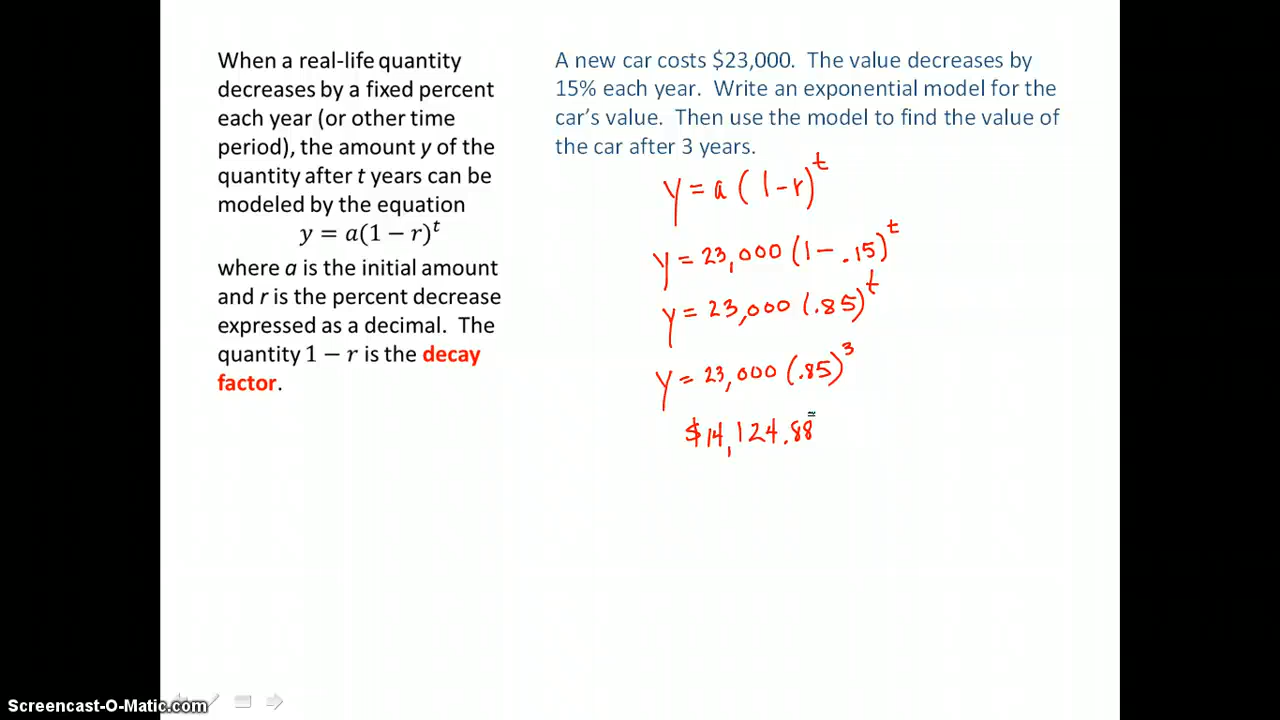 When a real-life quantity
decreases by a fixed percent
each year (or other time
period), the amount y of the
quantity after t years can be
modeled by the equation
y = a(1 − r)^t
where a is the initial amount
and r is the percent decrease
expressed as a decimal.  The
quantity 1 − r is the decay
factor.
A new car costs $23,000.  The value decreases by
15% each year.  Write an exponential model for the
car's value.  Then use the model to find the value of
the car after 3 years.
y = a (1 - r)^t
y = 23,000 (1 - .15)^t
y = 23,000 (.85)^t
y = 23,000 (.85)^3
$14,124.88
Screencast-O-Matic.com